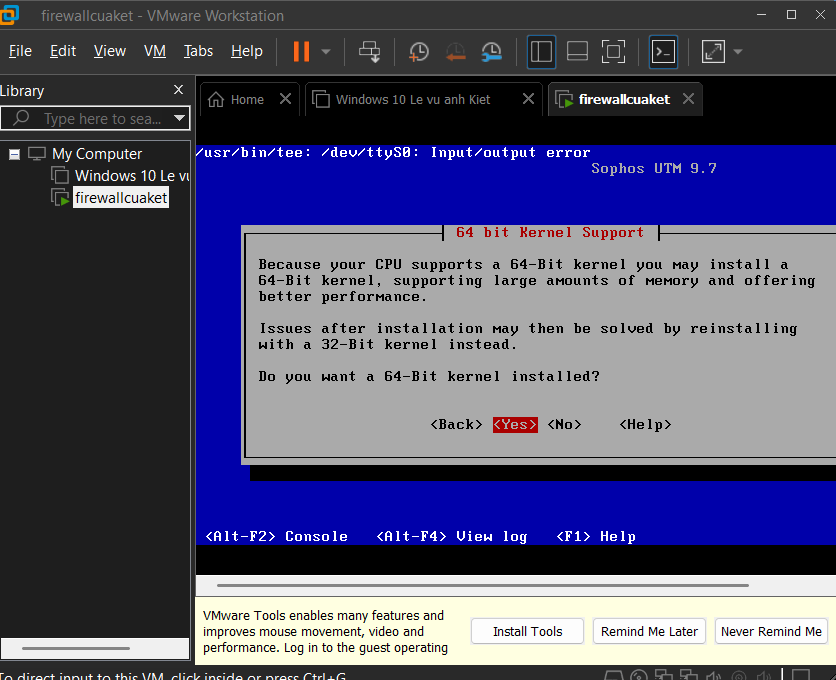 firewallcuaket - VMware Workstation
File Edit View VM Tabs Help
Library
Type here to sea...
Home
Windows 10 Le vu anh Kiet
firewallcuaket
My Computer
Windows 10 Le vu
firewallcuaket
/usr/bin/tee: /dev/ttyS0: Input/output error
Sophos UTM 9.7
64 bit Kernel Support
Because your CPU supports a 64-Bit kernel you may install a
64-Bit kernel, supporting large amounts of memory and offering
better performance.
Issues after installation may then be solved by reinstalling
with a 32-Bit kernel instead.
Do you want a 64-Bit kernel installed?
<Back> <Yes> <No> <Help>
<Alt-F2> Console <Alt-F4> View log <F1> Help
VMware Tools enables many features and
improves mouse movement, video and
performance. Log in to the guest operating
Install Tools
Remind Me Later
Never Remind Me
To direct input to this VM, click inside or press Ctrl+G.